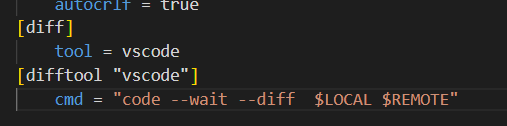 autocrlf = true
[diff]
tool = vscode
[difftool "vscode"]
cmd = "code --wait --diff  $LOCAL $REMOTE"